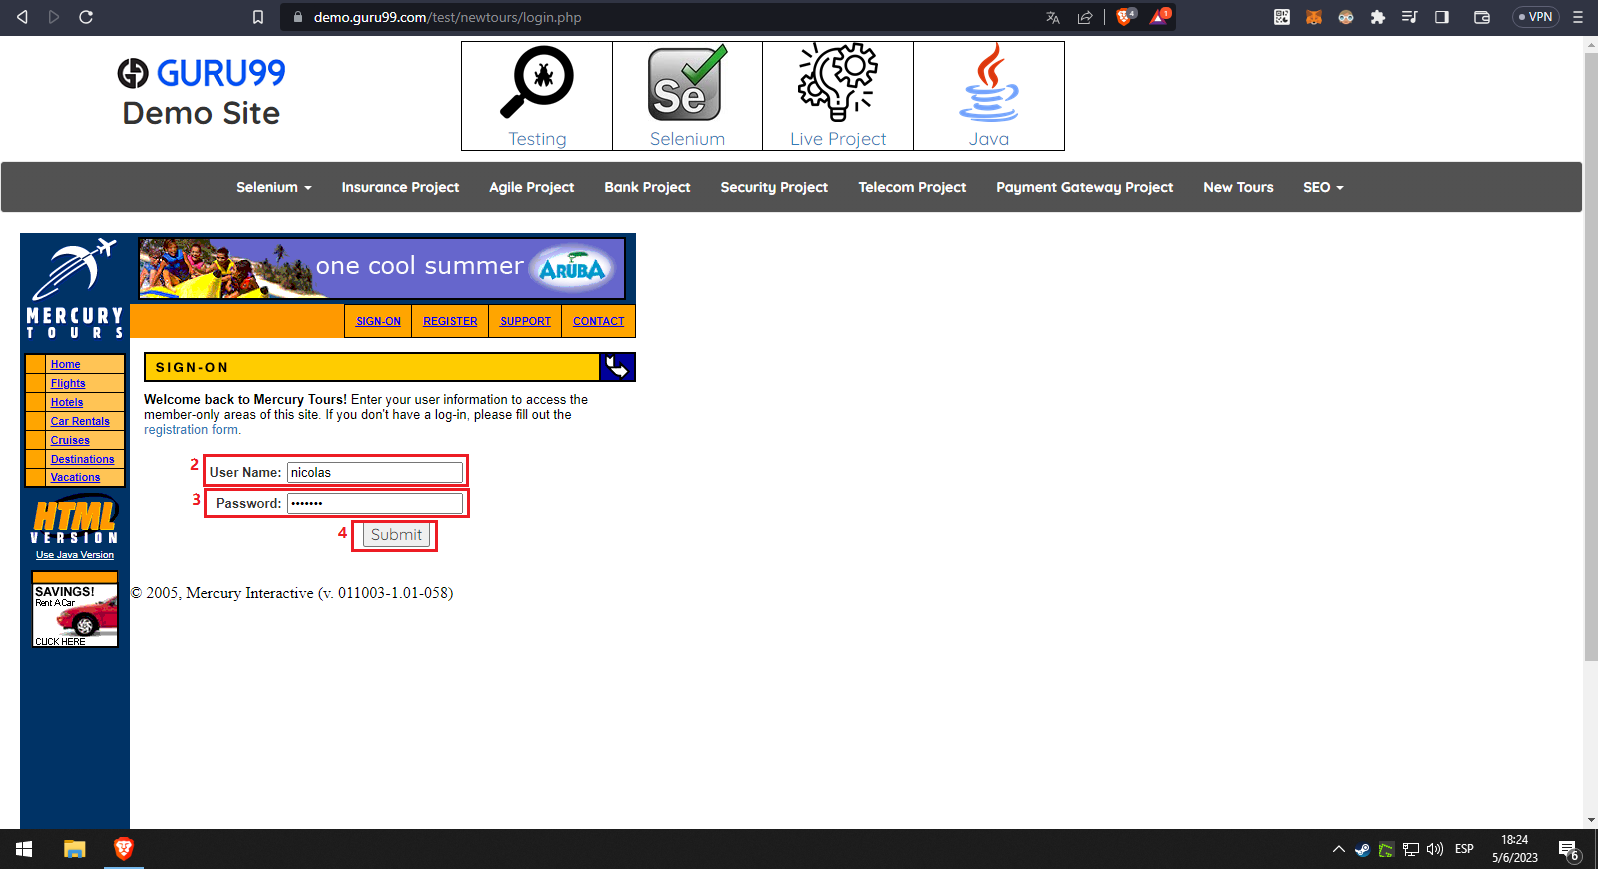 demo.guru99.com/test/newtours/login.php
4
1
VPN
GURU99
Demo Site
Testing
Se
Selenium
Live Project
Java
Selenium
Insurance Project
Agile Project
Bank Project
Security Project
Telecom Project
Payment Gateway Project
New Tours
SEO
MERCURY
TOURS
one cool summer
ARUBA
SIGN-ON
REGISTER
SUPPORT
CONTACT
Home
Flights
Hotels
Car Rentals
Cruises
Destinations
Vacations
HTML
VERSION
Use Java Version
SAVINGS!
Rent A Car
CLICK HERE
SIGN-ON
Welcome back to Mercury Tours! Enter your user information to access the
member-only areas of this site. If you don't have a log-in, please fill out the
registration form.
2 User Name: nicolas
3 Password: •••••••
4 Submit
© 2005, Mercury Interactive (v. 011003-1.01-058)
ESP
18:24
5/6/2023
6